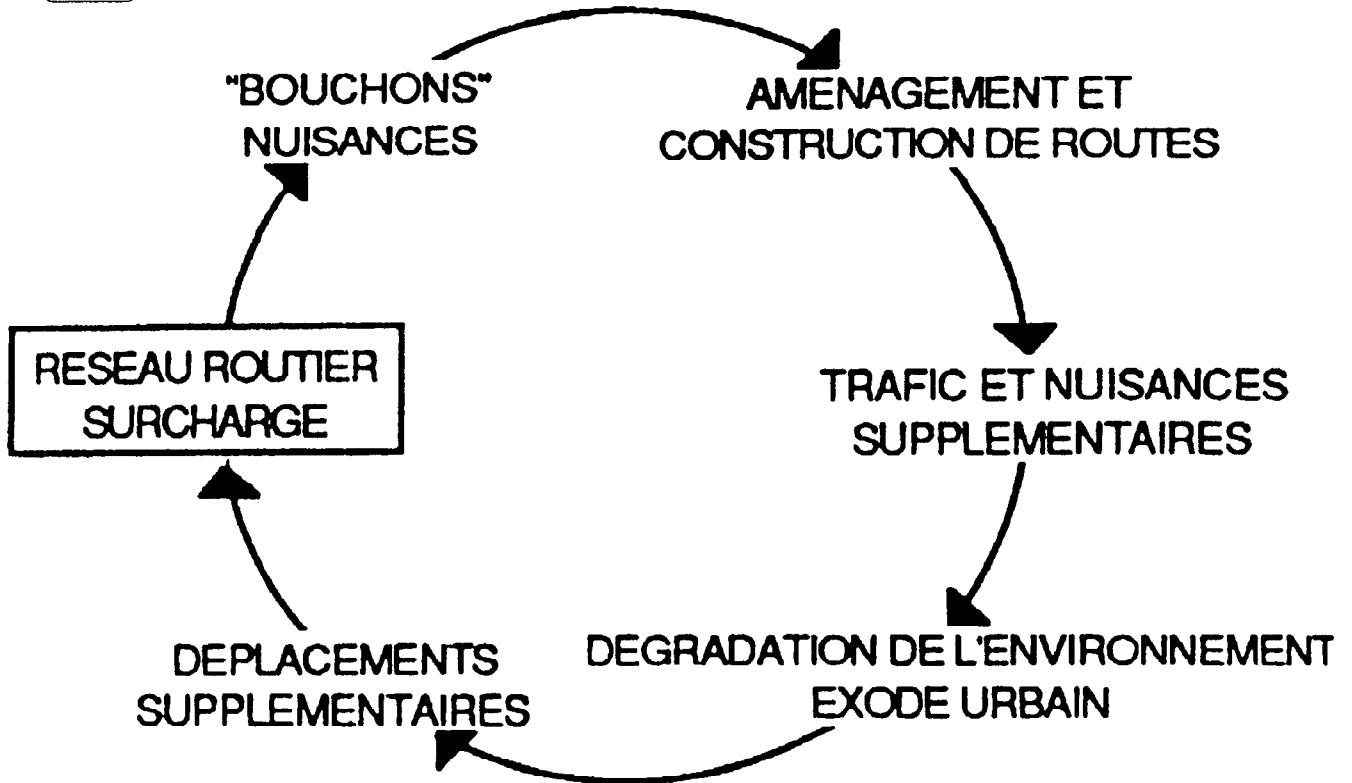 "BOUCHONS"
NUISANCES
AMENAGEMENT ET
CONSTRUCTION DE ROUTES
TRAFIC ET NUISANCES
SUPPLEMENTAIRES
DEGRADATION DE L'ENVIRONNEMENT
EXODE URBAIN
DEPLACEMENTS
SUPPLEMENTAIRES
RESEAU ROUTIER
SURCHARGE